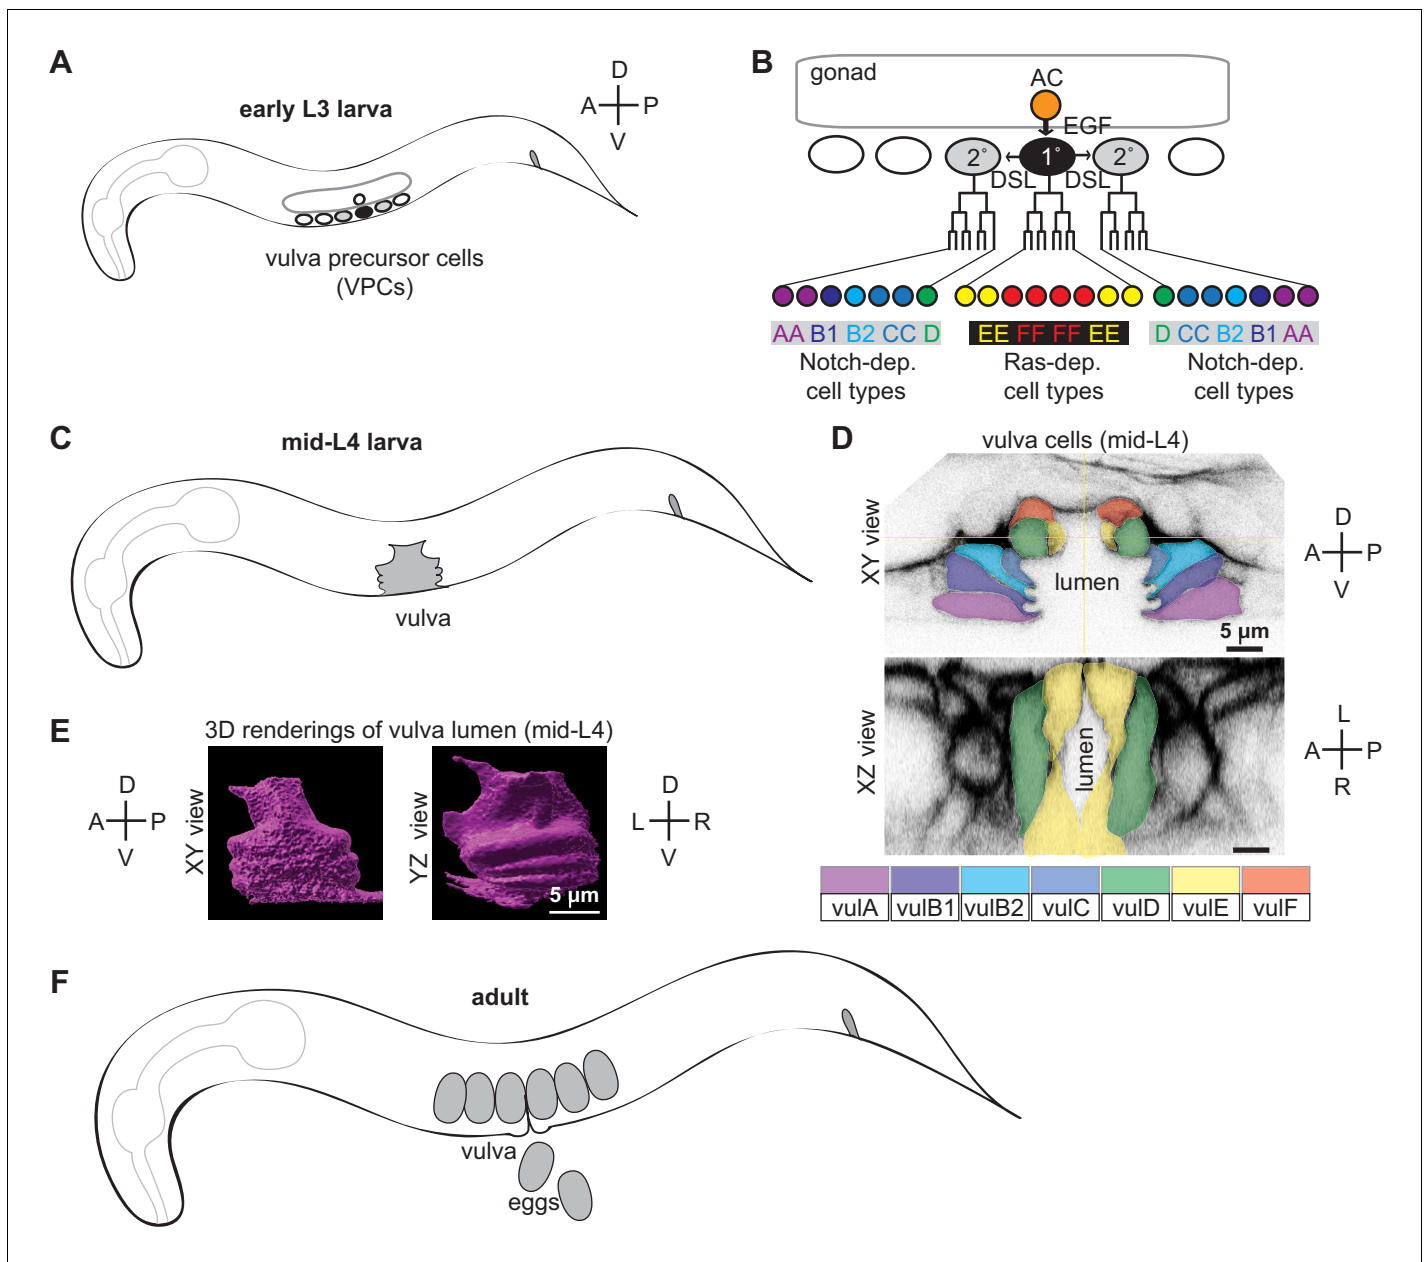 A
early L3 larva
D
A P
V
vulva precursor cells
(VPCs)
B
gonad
AC
EGF
2° 1° 2°
DSL DSL
AA B1 B2 CC D
EE FF FF EE
D CC B2 B1 AA
Notch-dep.
cell types
Ras-dep.
cell types
Notch-dep.
cell types
C
mid-L4 larva
vulva
D
vulva cells (mid-L4)
XY view
lumen
5 µm
D
A P
V
XZ view
lumen
L
A P
R
vulA vulB1 vulB2 vulC vulD vulE vulF
E
3D renderings of vulva lumen (mid-L4)
D
A P
V
XY view
YZ view
5 µm
D
L R
V
F
adult
vulva
eggs